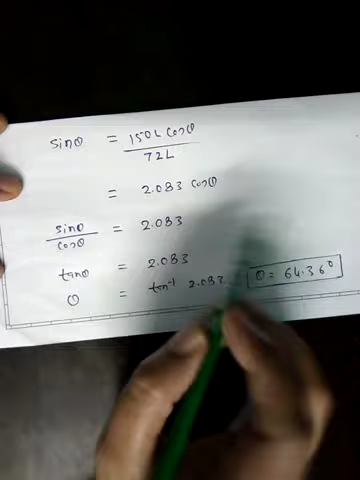 sinθ = 150L cosθ / 72L
= 2.083 cosθ
sinθ / cosθ = 2.083
tanθ = 2.083
θ = tan⁻¹ 2.083 θ = 64.36°